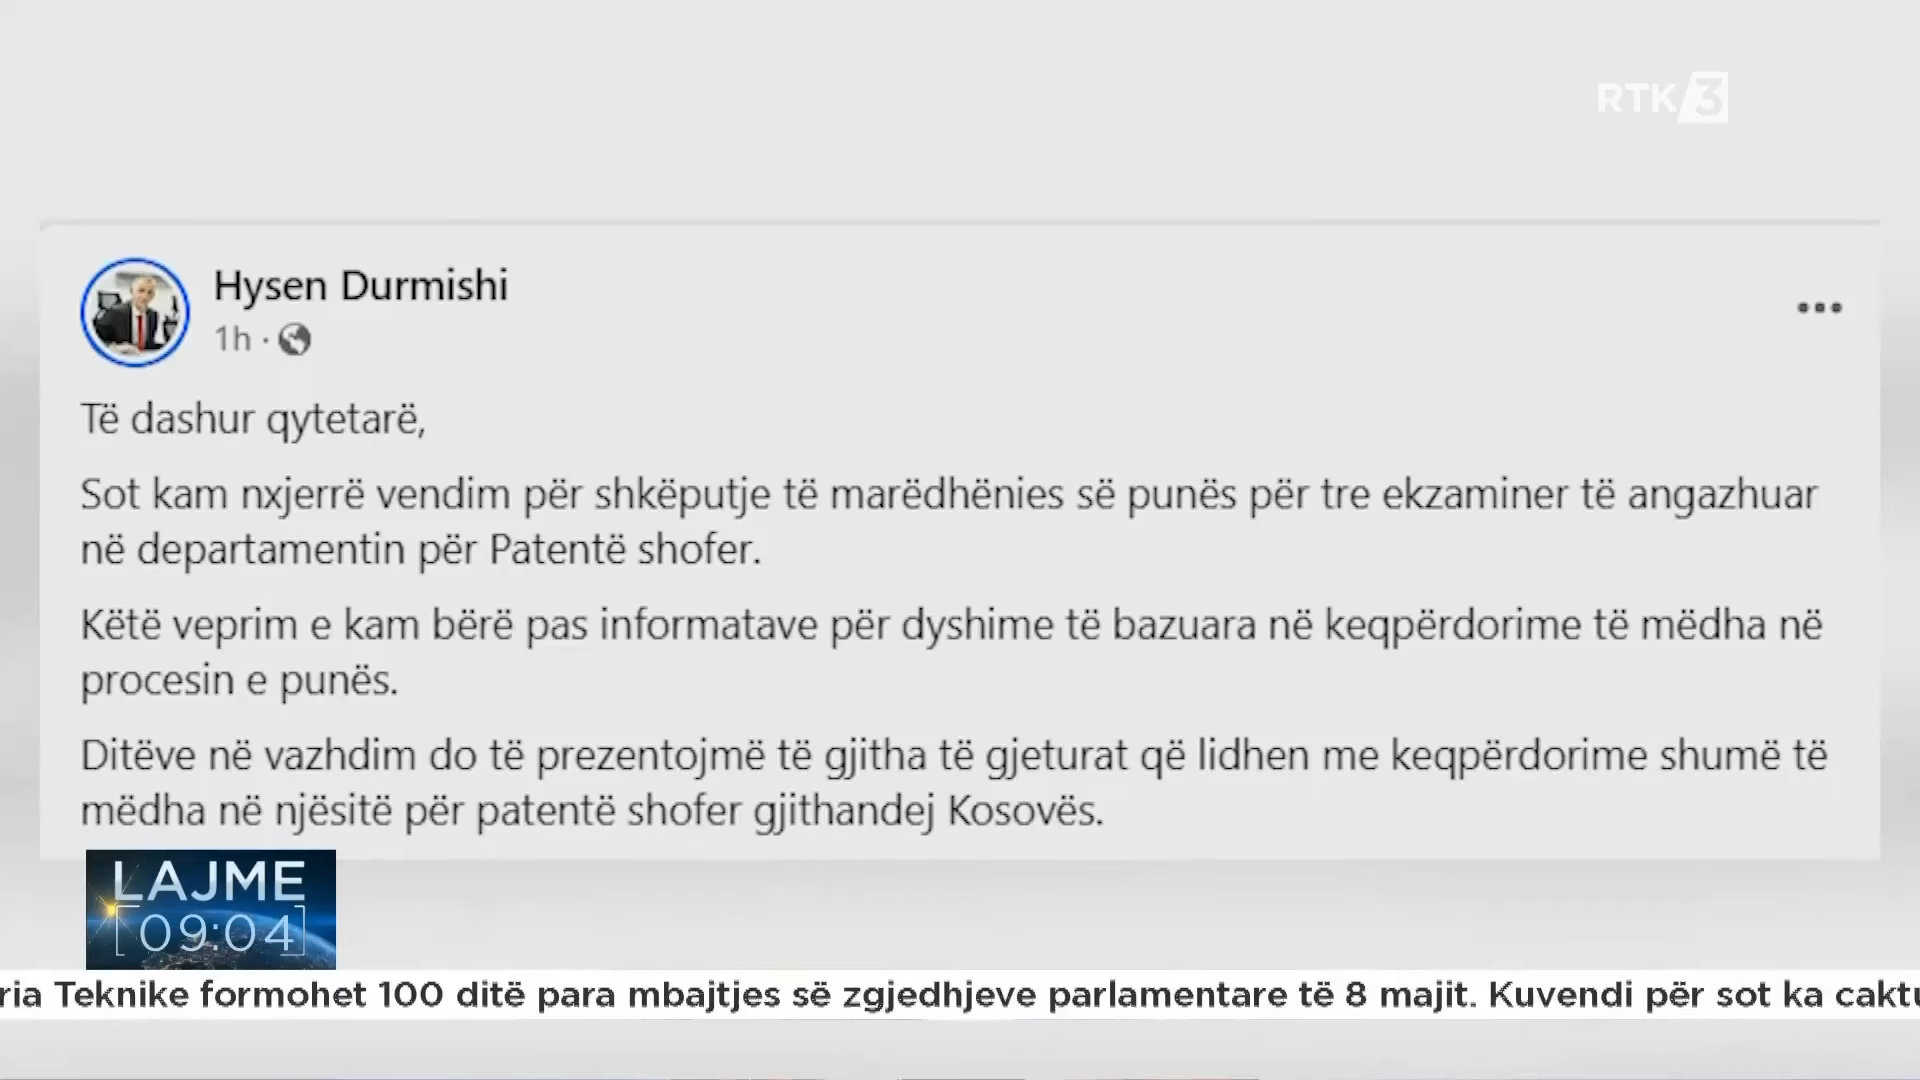 RTK 3
Hysen Durmishi
1h ·
Të dashur qytetarë,
Sot kam nxjerrë vendim për shkëputje të marëdhënies së punës për tre ekzaminer të angazhuar
në departamentin për Patentë shofer.
Këtë veprim e kam bërë pas informatave për dyshime të bazuara në keqpërdorime të mëdha në
procesin e punës.
Ditëve në vazhdim do të prezentojmë të gjitha të gjeturat që lidhen me keqpërdorime shumë të
mëdha në njësitë për patentë shofer gjithandej Kosovës.
LAJME
09:04
ria Teknike formohet 100 ditë para mbajtjes së zgjedhjeve parlamentare të 8 majit. Kuvendi për sot ka caktu